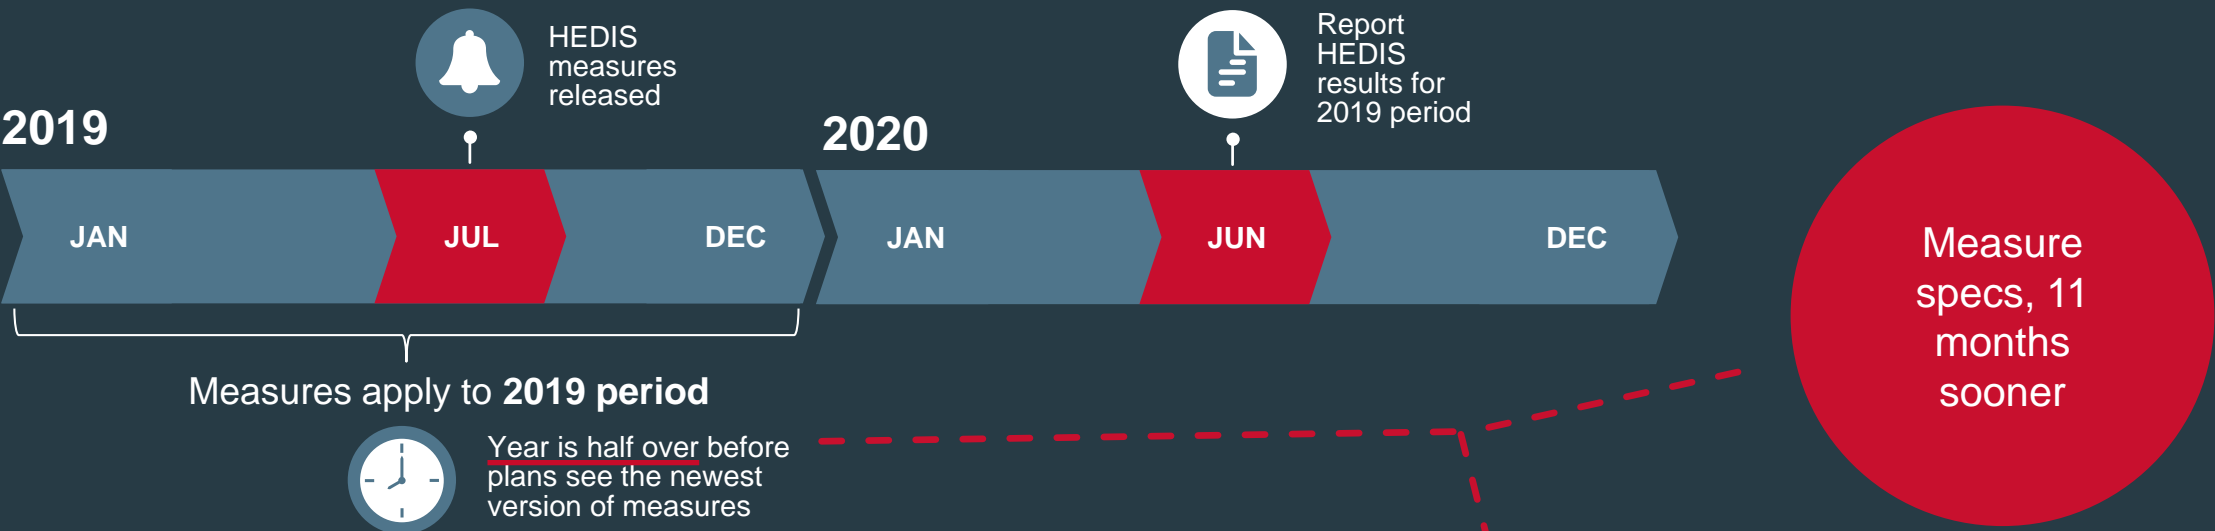 HEDIS
measures
released
Report
HEDIS
results for
2019 period
2019
2020
JAN
JUL
DEC
JAN
JUN
DEC
Measures apply to 2019 period
Year is half over before
plans see the newest
version of measures
Measure
specs, 11
months
sooner